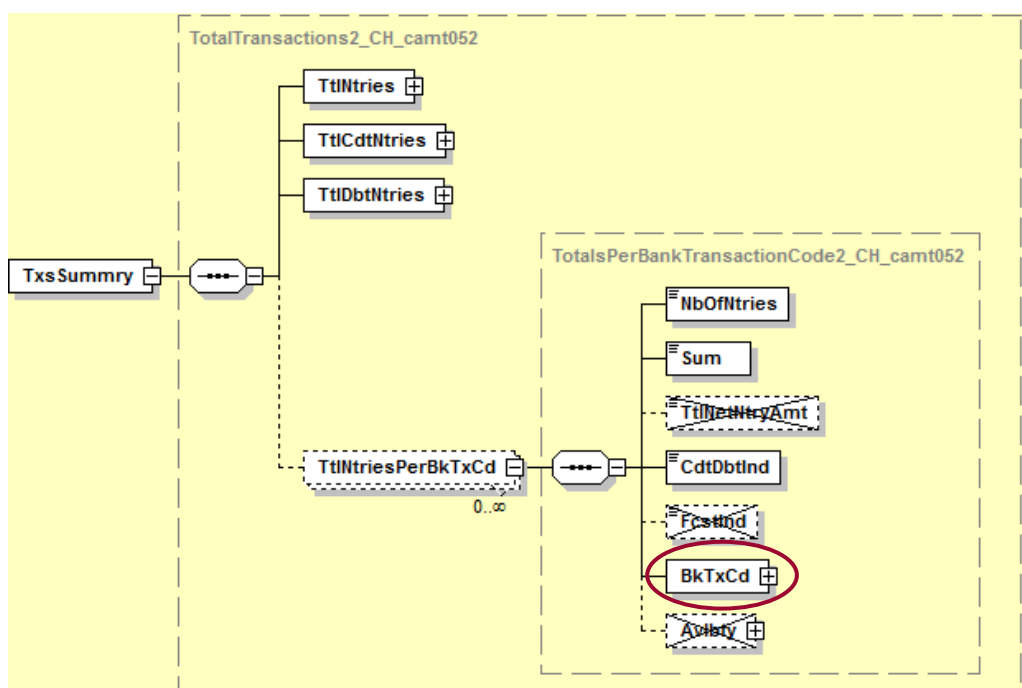 TotalTransactions2_CH_camt052
TtlNtries
TtlCdtNtries
TtlDbtNtries
TotalsPerBankTransactionCode2_CH_camt052
TxsSummry
NbOfNtries
Sum
TtlNetNtryAmt
TtlNtriesPerBkTxCd
0..∞
CdtDbtInd
FcstInd
BkTxCd
Avlbty